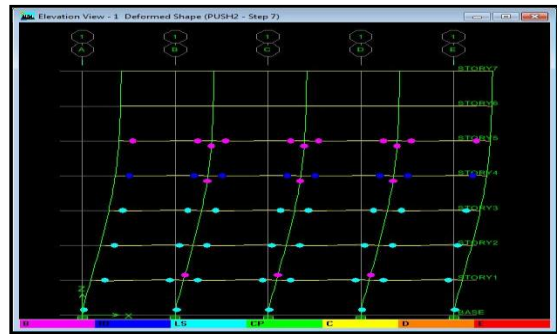 Elevation View - 1 Deformed Shape (PUSH2 - Step 7)
1 1 1 1 1
A B C D E
STORY7
STORY6
STORY5
STORY4
STORY3
STORY2
STORY1
Z
X
BASE
B IO LS CP C D E